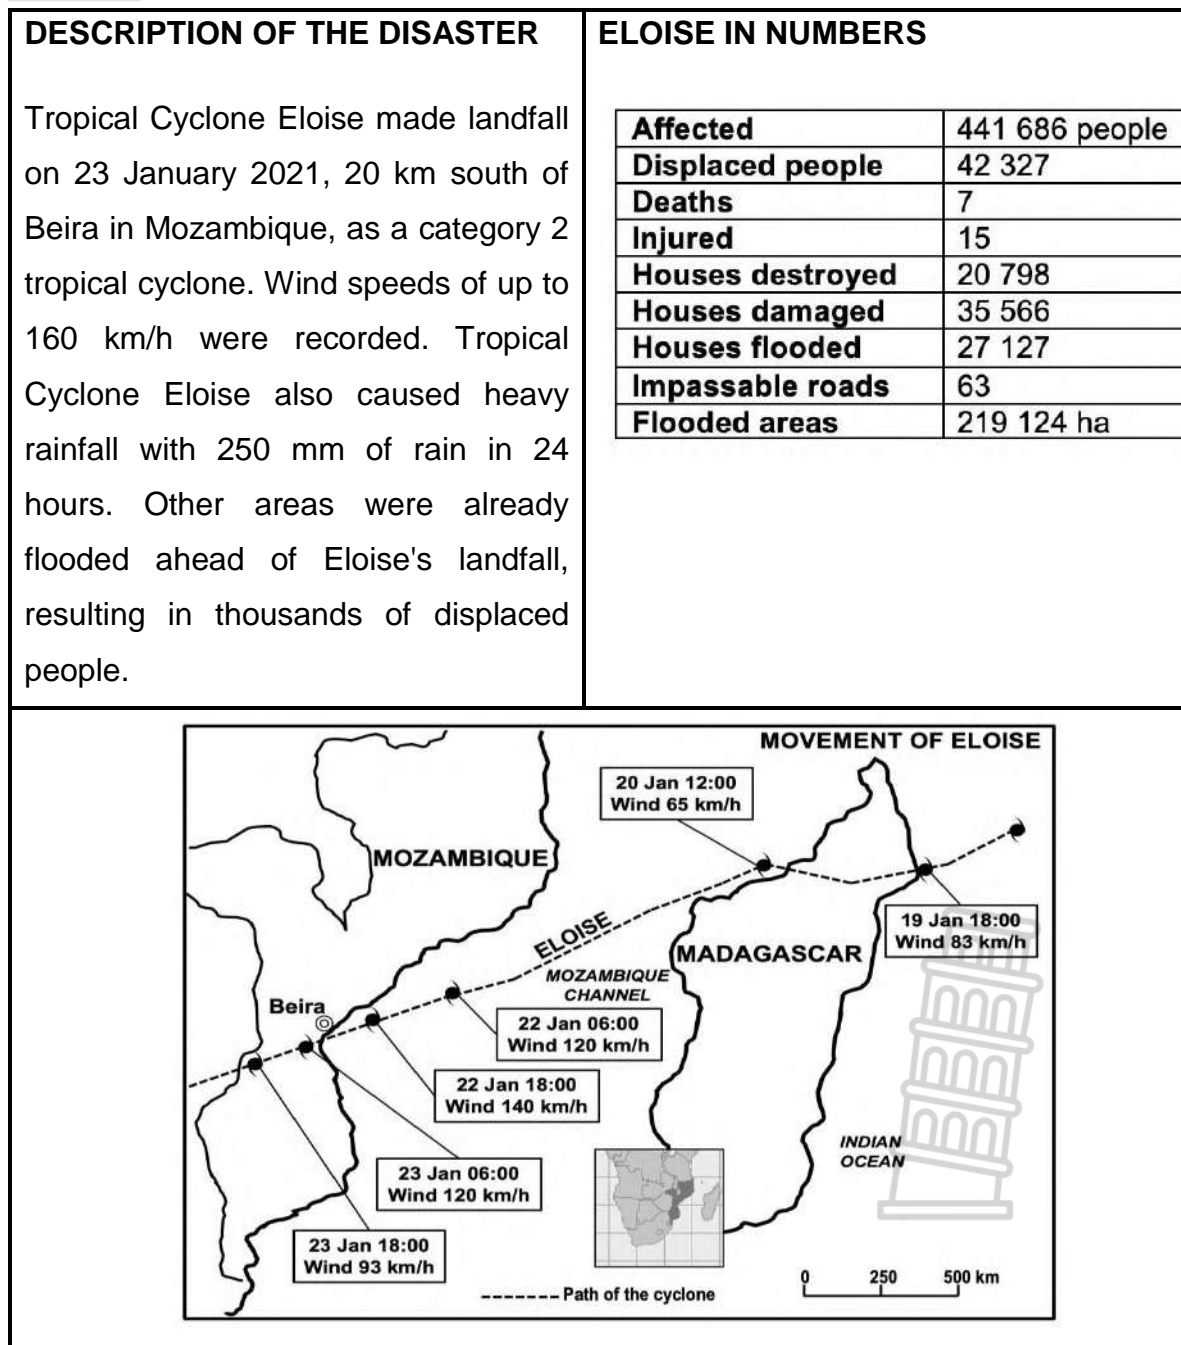 DESCRIPTION OF THE DISASTER
Tropical Cyclone Eloise made landfall
on 23 January 2021, 20 km south of
Beira in Mozambique, as a category 2
tropical cyclone. Wind speeds of up to
160 km/h were recorded. Tropical
Cyclone Eloise also caused heavy
rainfall with 250 mm of rain in 24
hours. Other areas were already
flooded ahead of Eloise's landfall,
resulting in thousands of displaced
people.
ELOISE IN NUMBERS
Affected 441 686 people
Displaced people 42 327
Deaths 7
Injured 15
Houses destroyed 20 798
Houses damaged 35 566
Houses flooded 27 127
Impassable roads 63
Flooded areas 219 124 ha
MOVEMENT OF ELOISE
20 Jan 12:00
Wind 65 km/h
MOZAMBIQUE
19 Jan 18:00
Wind 83 km/h
ELOISE
MADAGASCAR
MOZAMBIQUE
CHANNEL
Beira
22 Jan 06:00
Wind 120 km/h
22 Jan 18:00
Wind 140 km/h
INDIAN
OCEAN
23 Jan 06:00
Wind 120 km/h
23 Jan 18:00
Wind 93 km/h
Path of the cyclone
0 250 500 km